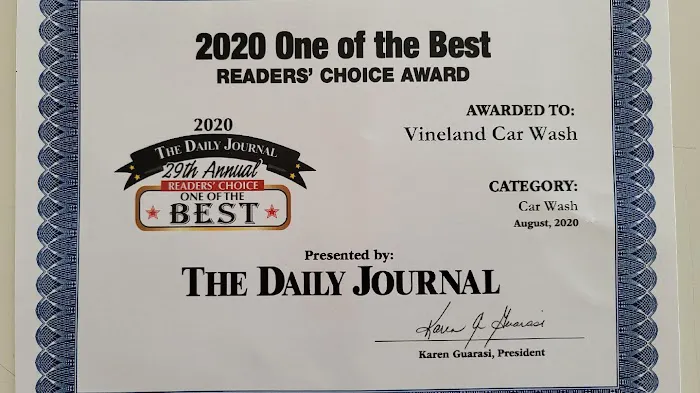 2020 One of the Best
READERS' CHOICE AWARD
2020
THE DAILY JOURNAL
29th Annual
READERS' CHOICE
ONE OF THE
BEST
AWARDED TO:
Vineland Car Wash
CATEGORY:
Car Wash
August, 2020
Presented by:
THE DAILY JOURNAL
Karen J. Guarasi
Karen Guarasi, President